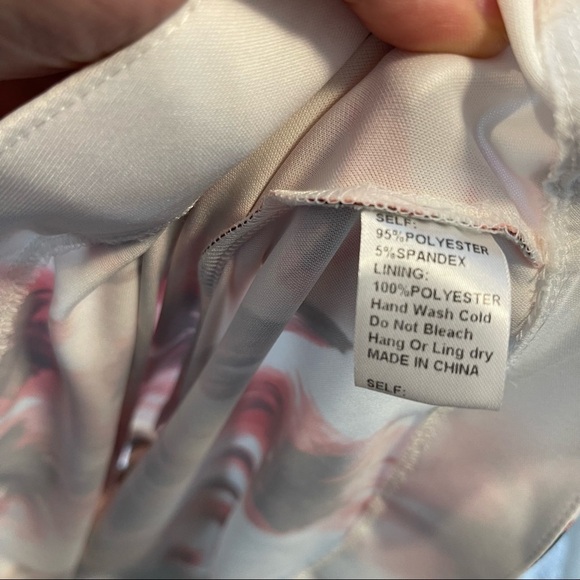 SELF:
95%POLYESTER
5%SPANDEX
LINING:
100%POLYESTER
Hand Wash Cold
Do Not Bleach
Hang Or Ling dry
MADE IN CHINA
SELF: